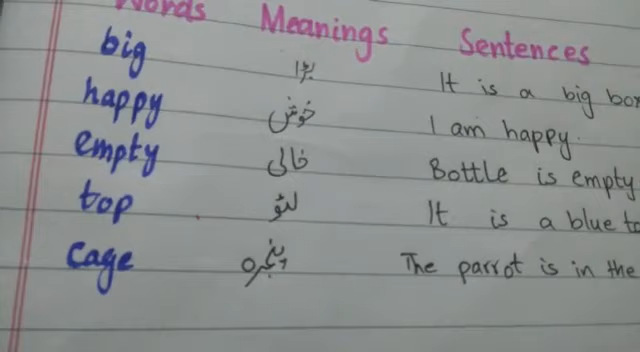 Words Meanings Sentences
big بڑا It is a big box
happy خوش I am happy.
empty خالی Bottle is empty
top لٹو It is a blue to
cage پنجرہ The parrot is in the